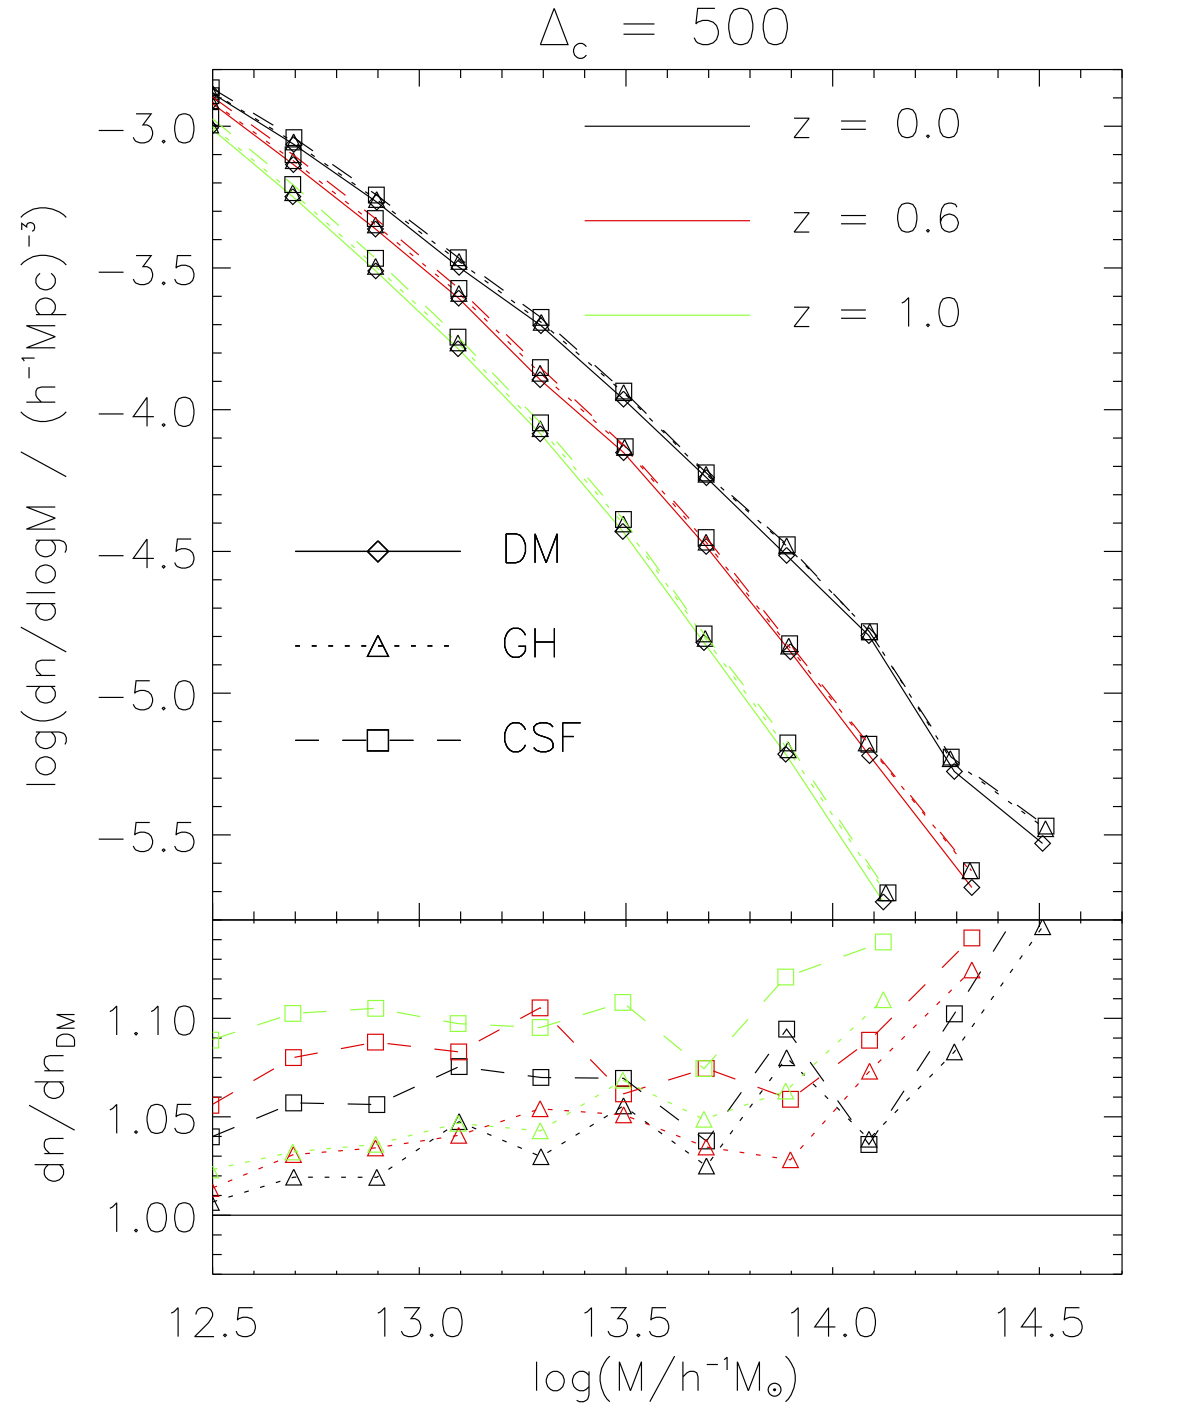 Δc = 500
log(dn/dlogM / (h⁻¹Mpc)⁻³)
−3.0
−3.5
−4.0
−4.5
−5.0
−5.5
z = 0.0
z = 0.6
z = 1.0
DM
GH
CSF
dn/dnDM
1.10
1.05
1.00
12.5 13.0 13.5 14.0 14.5
log(M/h⁻¹M⊙)